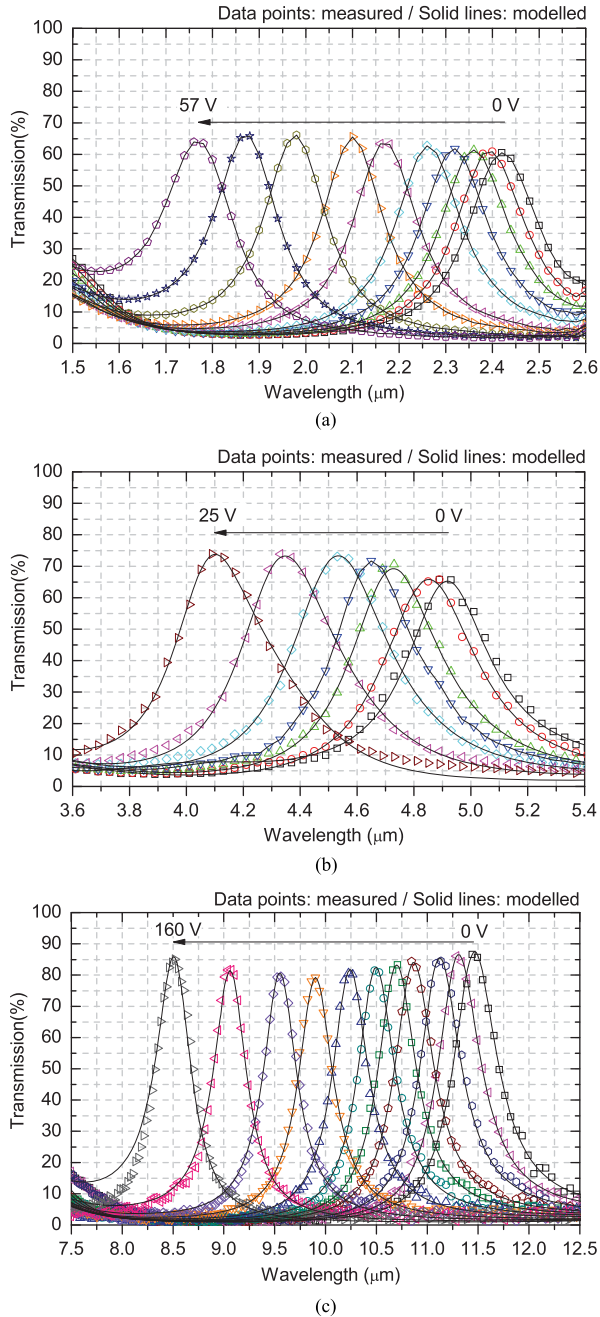 Data points: measured / Solid lines: modelled
100
90
80
70
60
50
40
30
20
10
0
Transmission(%)
57 V
0 V
1.5 1.6 1.7 1.8 1.9 2.0 2.1 2.2 2.3 2.4 2.5 2.6
Wavelength (μm)
(a)
Data points: measured / Solid lines: modelled
100
90
80
70
60
50
40
30
20
10
0
Transmission(%)
25 V
0 V
3.6 3.8 4.0 4.2 4.4 4.6 4.8 5.0 5.2 5.4
Wavelength (μm)
(b)
Data points: measured / Solid lines: modelled
100
90
80
70
60
50
40
30
20
10
0
Transmission(%)
160 V
0 V
7.5 8.0 8.5 9.0 9.5 10.0 10.5 11.0 11.5 12.0 12.5
Wavelength (μm)
(c)